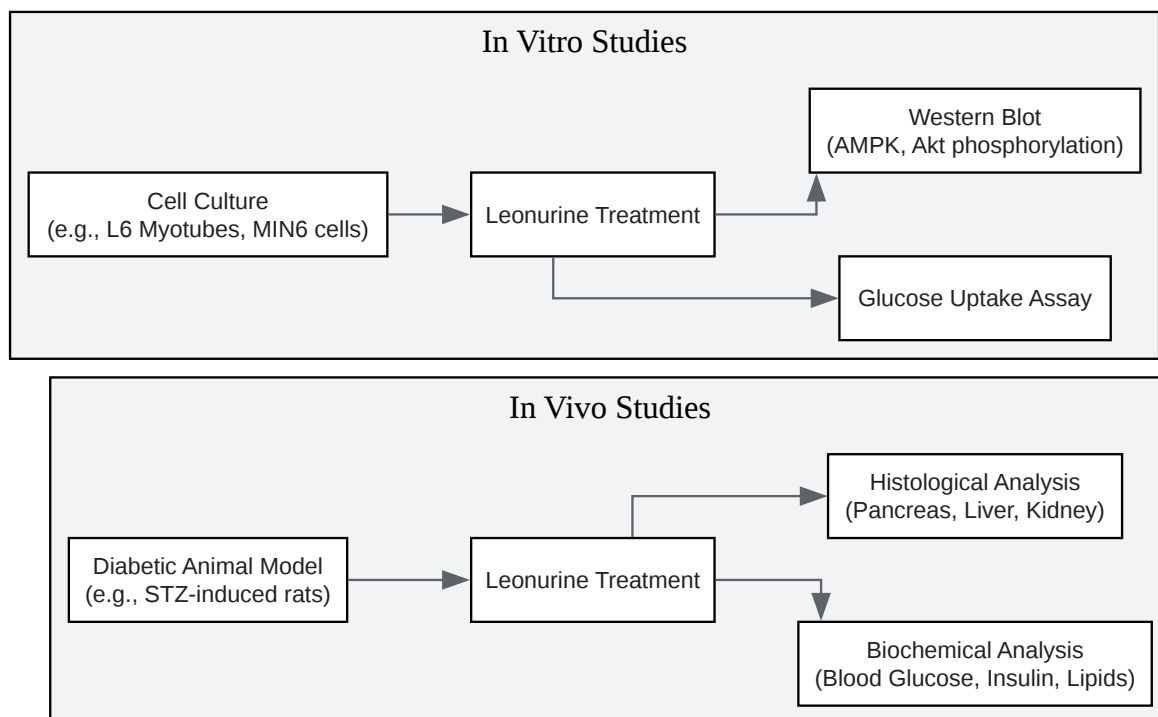 In Vitro Studies
Cell Culture
(e.g., L6 Myotubes, MIN6 cells)
Leonurine Treatment
Western Blot
(AMPK, Akt phosphorylation)
Glucose Uptake Assay
In Vivo Studies
Diabetic Animal Model
(e.g., STZ-induced rats)
Leonurine Treatment
Histological Analysis
(Pancreas, Liver, Kidney)
Biochemical Analysis
(Blood Glucose, Insulin, Lipids)